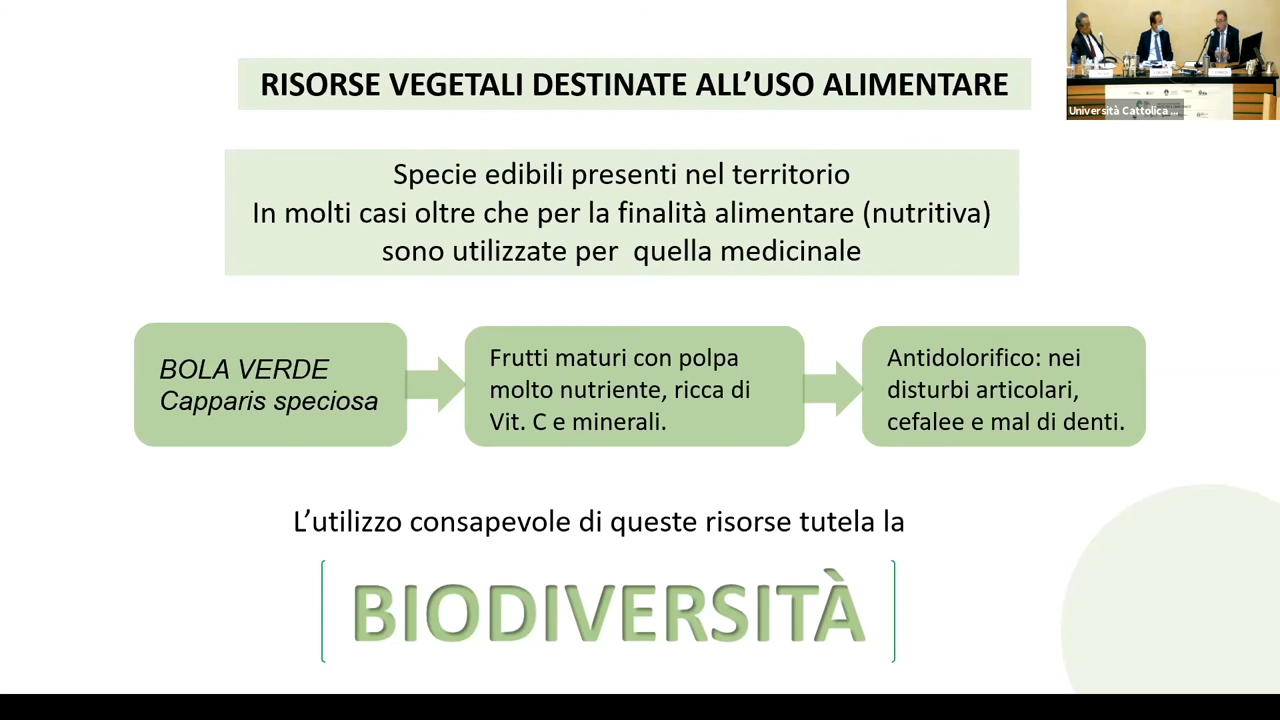 RISORSE VEGETALI DESTINATE ALL'USO ALIMENTARE
Università Cattolica ...
Specie edibili presenti nel territorio
In molti casi oltre che per la finalità alimentare (nutritiva)
sono utilizzate per quella medicinale
BOLA VERDE
Capparis speciosa
Frutti maturi con polpa
molto nutriente, ricca di
Vit. C e minerali.
Antidolorifico: nei
disturbi articolari,
cefalee e mal di denti.
L'utilizzo consapevole di queste risorse tutela la
BIODIVERSITÀ